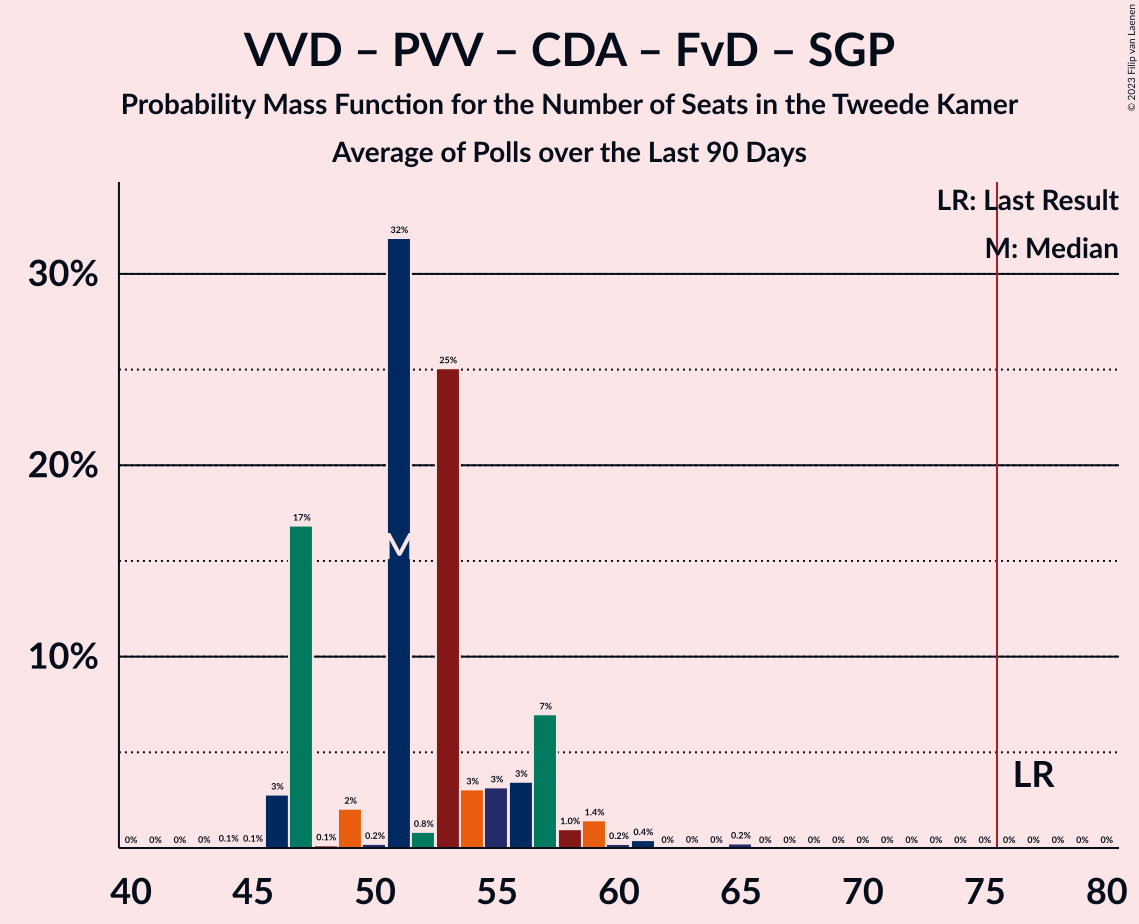 © 2023 Filip van Laenen
VVD – PVV – CDA – FvD – SGP
Probability Mass Function for the Number of Seats in the Tweede Kamer
Average of Polls over the Last 90 Days
LR: Last Result
M: Median
30%
20%
10%
0% 0% 0% 0% 0.1% 0.1% 3% 17% 0.1% 2% 0.2% 32% 0.8% 25% 3% 3% 3% 7% 1.0% 1.4% 0.2% 0.4% 0% 0% 0% 0.2% 0% 0% 0% 0% 0% 0% 0% 0% 0% 0% 0% 0% 0% 0% 0%
M
LR
40 45 50 55 60 65 70 75 80